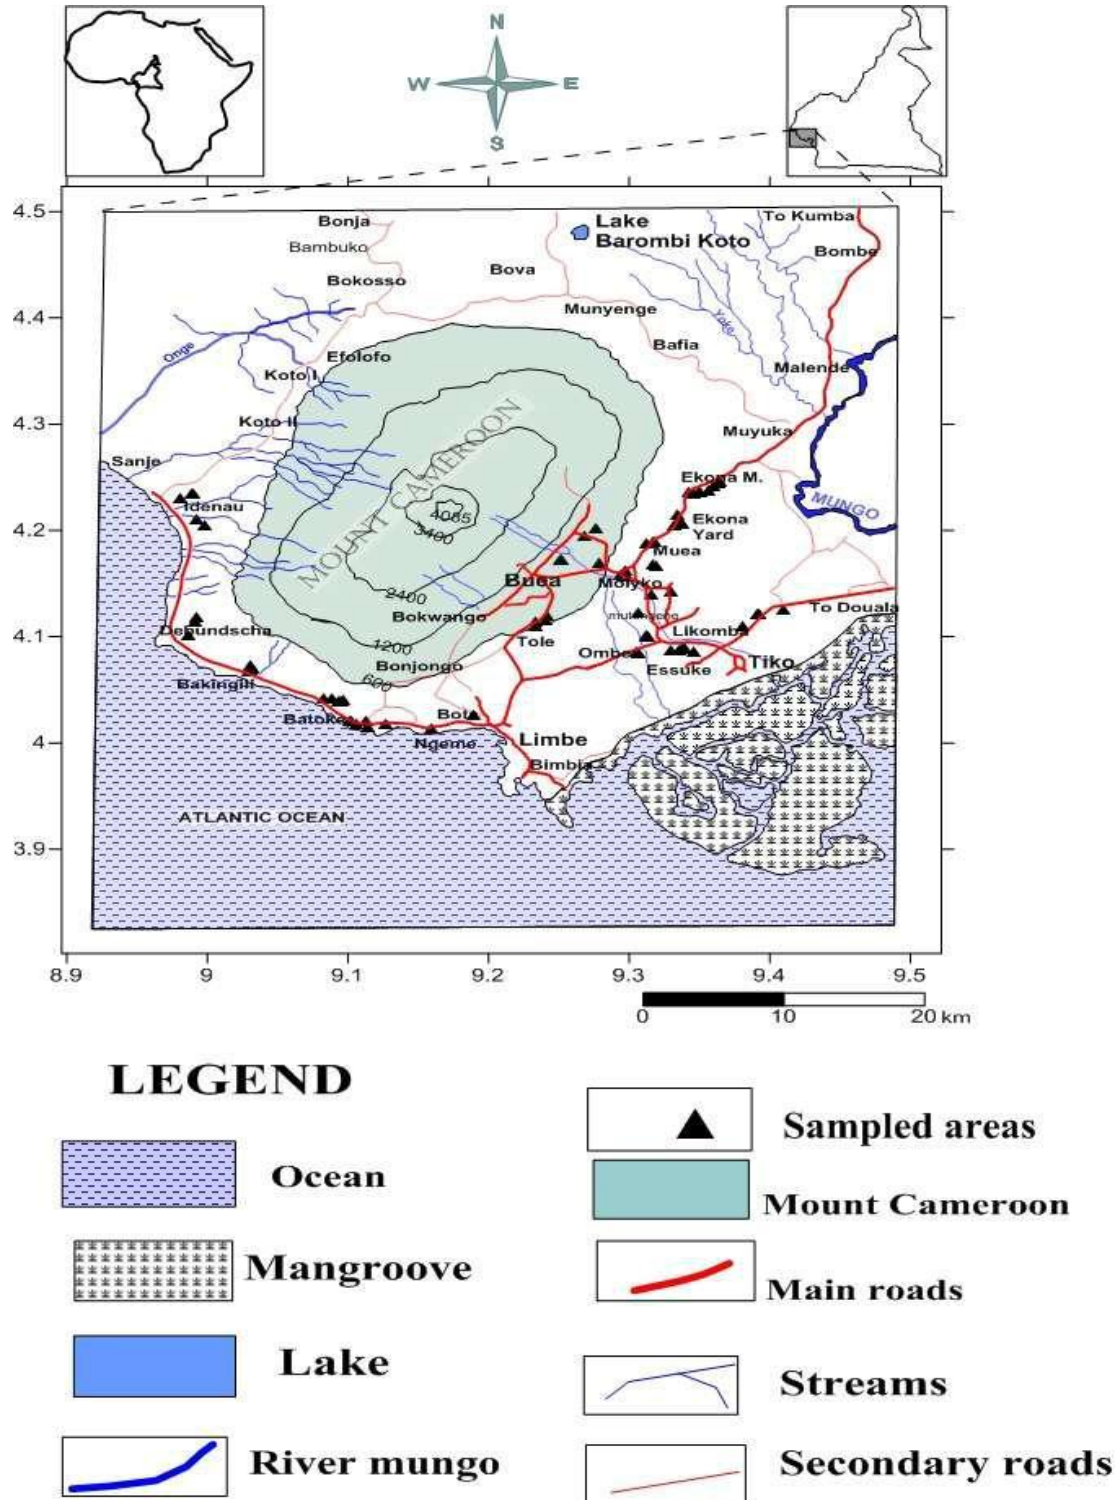 N
W E
S
4.5
Bonja
Lake
Barombi Koto
To Kumba
Bambuko
Bombe
Bova
Bokosso
4.4
Munyenge
Yoke
Onge
Efolofo
Bafia
Koto I
Malende
4.3
Koto II
Muyuka
MOUNT CAMEROON
Sanje
Ekona M.
Idenau
4085
MUNGO
4.2
3400
Ekona
Yard
Muea
Buea
Molyko
2400
Bokwango
To Douala
4.1
Debundscha
1200
Tole
Likomba
Ombe
Bonjongo
Essuke
Tiko
600
Bakingili
Batoke
Bota
4
Ngeme
Limbe
Bimbia
ATLANTIC OCEAN
3.9
8.9 9 9.1 9.2 9.3 9.4 9.5
0 10 20 km
LEGEND
Sampled areas
Ocean
Mount Cameroon
Mangroove
Main roads
Lake
Streams
River mungo
Secondary roads